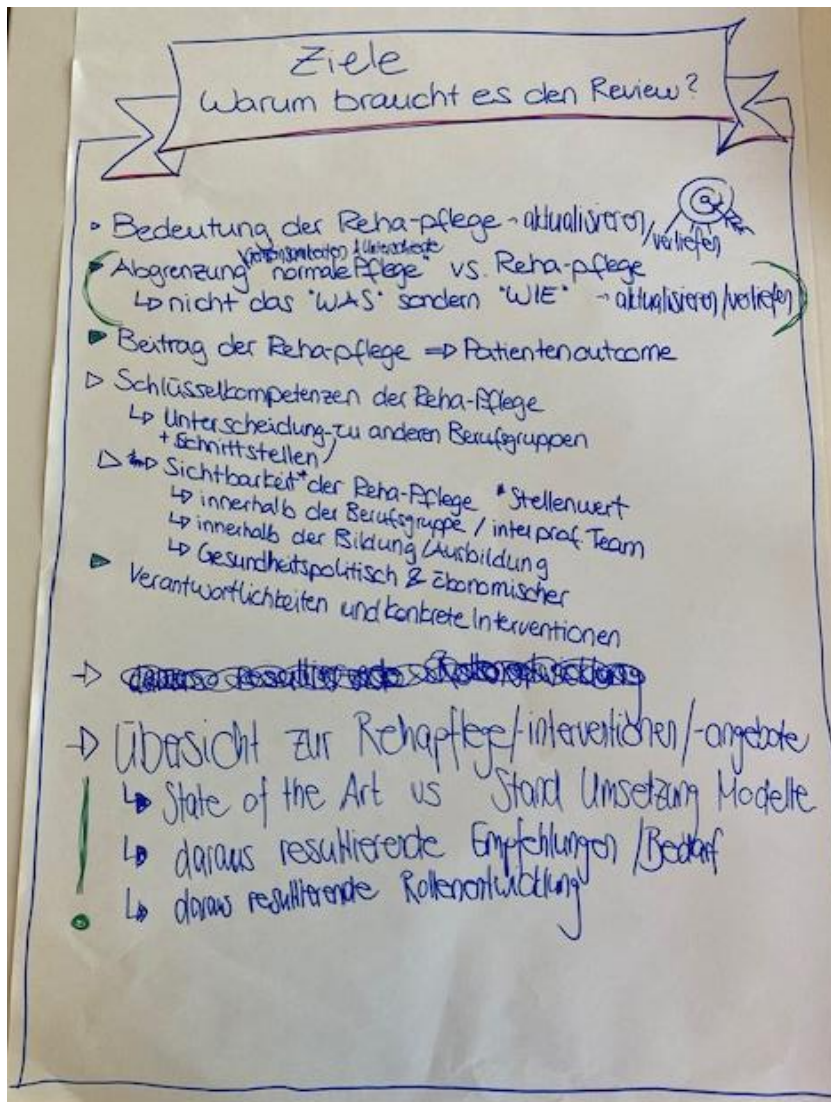 Ziele
Warum braucht es den Review?
Bedeutung der Reha-pflege → aktualisieren/
vertiefen
Gemeinsamkeiten & Unterschiede
Abgrenzung "normale Pflege" vs. Reha-pflege
↳ nicht das "WAS" sondern "WIE" → aktualisieren/vertiefen
Beitrag der Reha-pflege ⇒ Patientenoutcome
Schlüsselkompetenzen der Reha-Pflege
↳ Unterscheidung zu anderen Berufsgruppen
+ Schnittstellen
Sichtbarkeit* der Reha-Pflege *Stellenwert
↳ innerhalb der Berufsgruppe / interprof. Team
↳ innerhalb der Bildung/Ausbildung
↳ Gesundheitspolitisch & Ökonomischer
Verantwortlichkeiten und konkrete Interventionen
→ Übersicht zur Rehapflege/-interventionen/-angebote
↳ State of the Art vs Stand Umsetzung Modelle
↳ daraus resultierende Empfehlungen/Bedarf
↳ daraus resultierende Rollenentwicklung